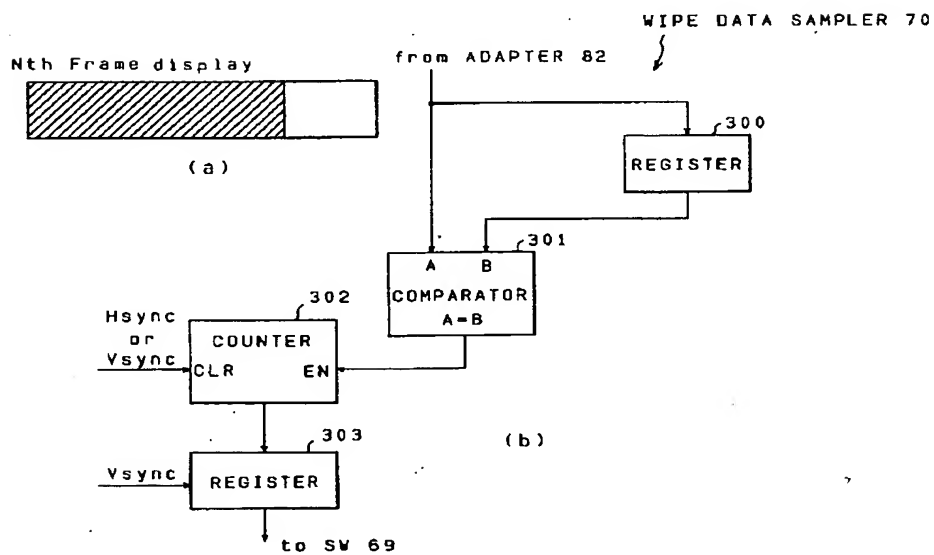 WIPE DATA SAMPLER 70
Nth Frame display
from ADAPTER 82
(a)
300
REGISTER
301
A B
COMPARATOR
A=B
302
Hsync
or
Vsync
COUNTER
CLR EN
303
(b)
Vsync
REGISTER
to SW 69